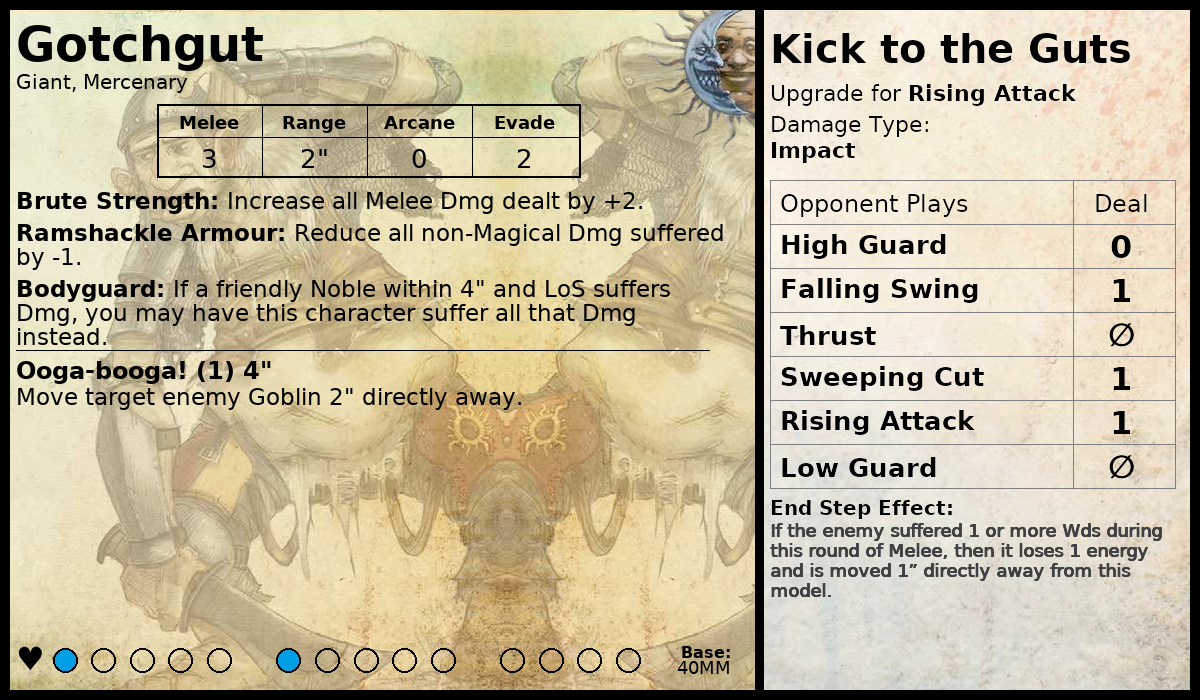 Gotchgut
Giant, Mercenary
Melee Range Arcane Evade
3 2" 0 2
Brute Strength: Increase all Melee Dmg dealt by +2.
Ramshackle Armour: Reduce all non-Magical Dmg suffered
by -1.
Bodyguard: If a friendly Noble within 4" and LoS suffers
Dmg, you may have this character suffer all that Dmg
instead.
Ooga-booga! (1) 4"
Move target enemy Goblin 2" directly away.
Base:
40MM
Kick to the Guts
Upgrade for Rising Attack
Damage Type:
Impact
Opponent Plays Deal
High Guard 0
Falling Swing 1
Thrust ∅
Sweeping Cut 1
Rising Attack 1
Low Guard ∅
End Step Effect:
If the enemy suffered 1 or more Wds during
this round of Melee, then it loses 1 energy
and is moved 1” directly away from this
model.